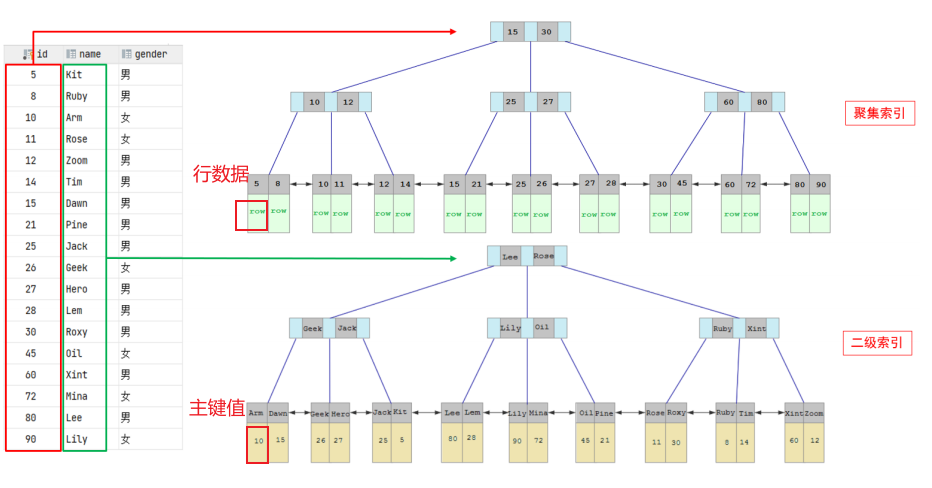 id name gender
5 Kit 男
8 Ruby 男
10 Arm 女
11 Rose 女
12 Zoom 男
14 Tim 男
15 Dawn 男
21 Pine 男
25 Jack 男
26 Geek 女
27 Hero 男
28 Lem 男
30 Roxy 男
45 Oil 女
60 Xint 男
72 Mina 女
80 Lee 男
90 Lily 女
15 30
10 12 25 27 60 80
聚集索引
行数据
5 8 10 11 12 14 15 21 25 26 27 28 30 45 60 72 80 90
row row row row row row row row row row row row row row row row row row
Lee Rose
Geek Jack Lily Oil Ruby Xint
二级索引
主键值
Arm Dawn Geek Hero Jack Kit Lee Lem Lily Mina Oil Pine Rose Roxy Ruby Tim Xint Zoom
10 15 26 27 25 5 80 28 90 72 45 21 11 30 8 14 60 12